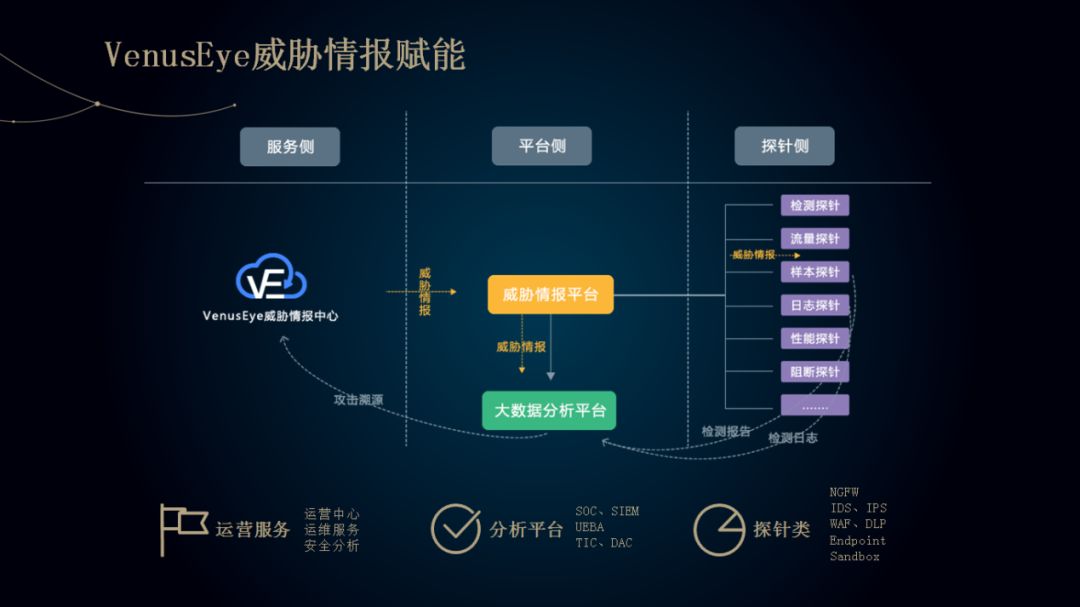 VenusEye威胁情报赋能
服务侧
平台侧
探针侧
VE
VenusEye威胁情报中心
威胁情报
威胁情报平台
威胁情报
大数据分析平台
攻击溯源
威胁情报
检测探针
流量探针
样本探针
日志探针
性能探针
阻断探针
.......
检测报告
检测日志
运营服务
运营中心
运维服务
安全分析
分析平台
SOC、SIEM
UEBA
TIC、DAC
探针类
NGFW
IDS、IPS
WAF、DLP
Endpoint
Sandbox